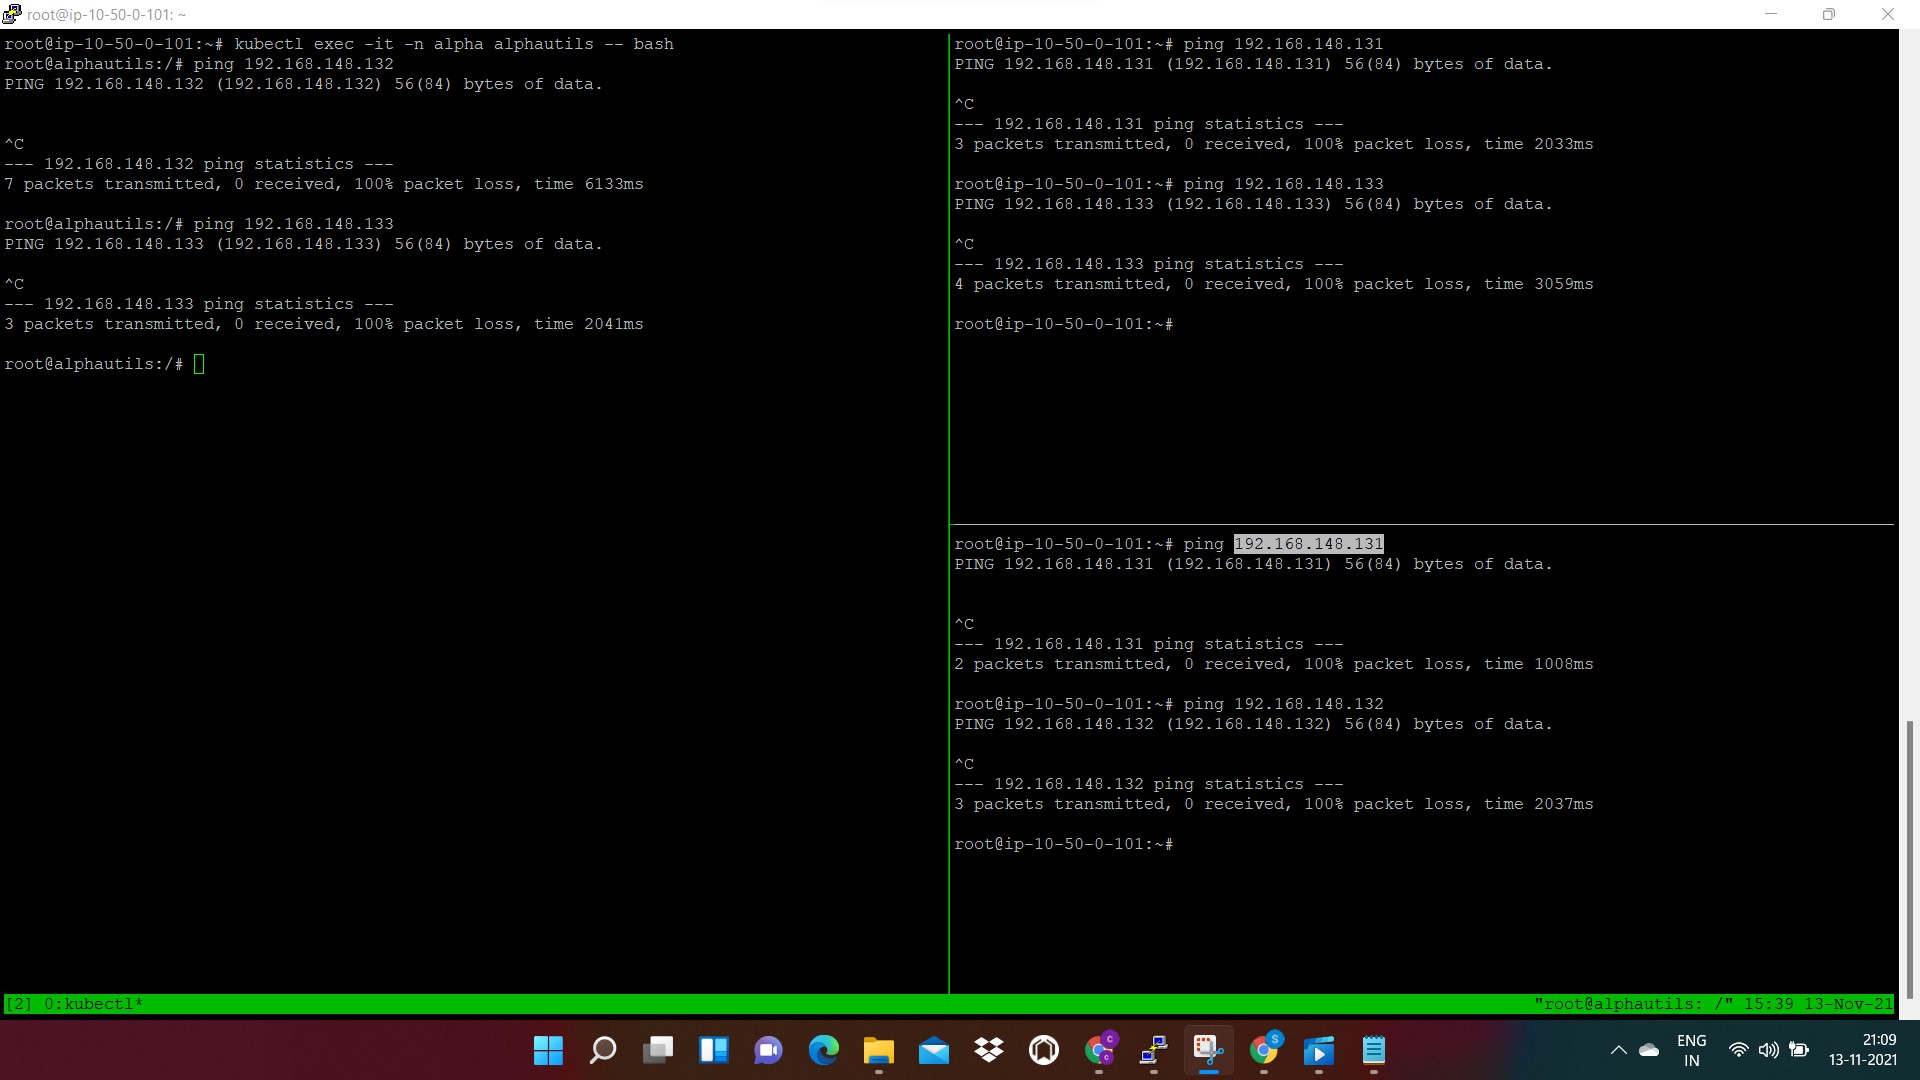 root@ip-10-50-0-101: ~
root@ip-10-50-0-101:~# kubectl exec -it -n alpha alphautils -- bash
root@alphautils:/# ping 192.168.148.132
PING 192.168.148.132 (192.168.148.132) 56(84) bytes of data.
^C
--- 192.168.148.132 ping statistics ---
7 packets transmitted, 0 received, 100% packet loss, time 6133ms
root@alphautils:/# ping 192.168.148.133
PING 192.168.148.133 (192.168.148.133) 56(84) bytes of data.
^C
--- 192.168.148.133 ping statistics ---
3 packets transmitted, 0 received, 100% packet loss, time 2041ms
root@alphautils:/#
root@ip-10-50-0-101:~# ping 192.168.148.131
PING 192.168.148.131 (192.168.148.131) 56(84) bytes of data.
^C
--- 192.168.148.131 ping statistics ---
3 packets transmitted, 0 received, 100% packet loss, time 2033ms
root@ip-10-50-0-101:~# ping 192.168.148.133
PING 192.168.148.133 (192.168.148.133) 56(84) bytes of data.
^C
--- 192.168.148.133 ping statistics ---
4 packets transmitted, 0 received, 100% packet loss, time 3059ms
root@ip-10-50-0-101:~#
root@ip-10-50-0-101:~# ping 192.168.148.131
PING 192.168.148.131 (192.168.148.131) 56(84) bytes of data.
^C
--- 192.168.148.131 ping statistics ---
2 packets transmitted, 0 received, 100% packet loss, time 1008ms
root@ip-10-50-0-101:~# ping 192.168.148.132
PING 192.168.148.132 (192.168.148.132) 56(84) bytes of data.
^C
--- 192.168.148.132 ping statistics ---
3 packets transmitted, 0 received, 100% packet loss, time 2037ms
root@ip-10-50-0-101:~#
[2] 0:kubectl* "root@alphautils: /" 15:39 13-Nov-21
ENG
IN
21:09
13-11-2021